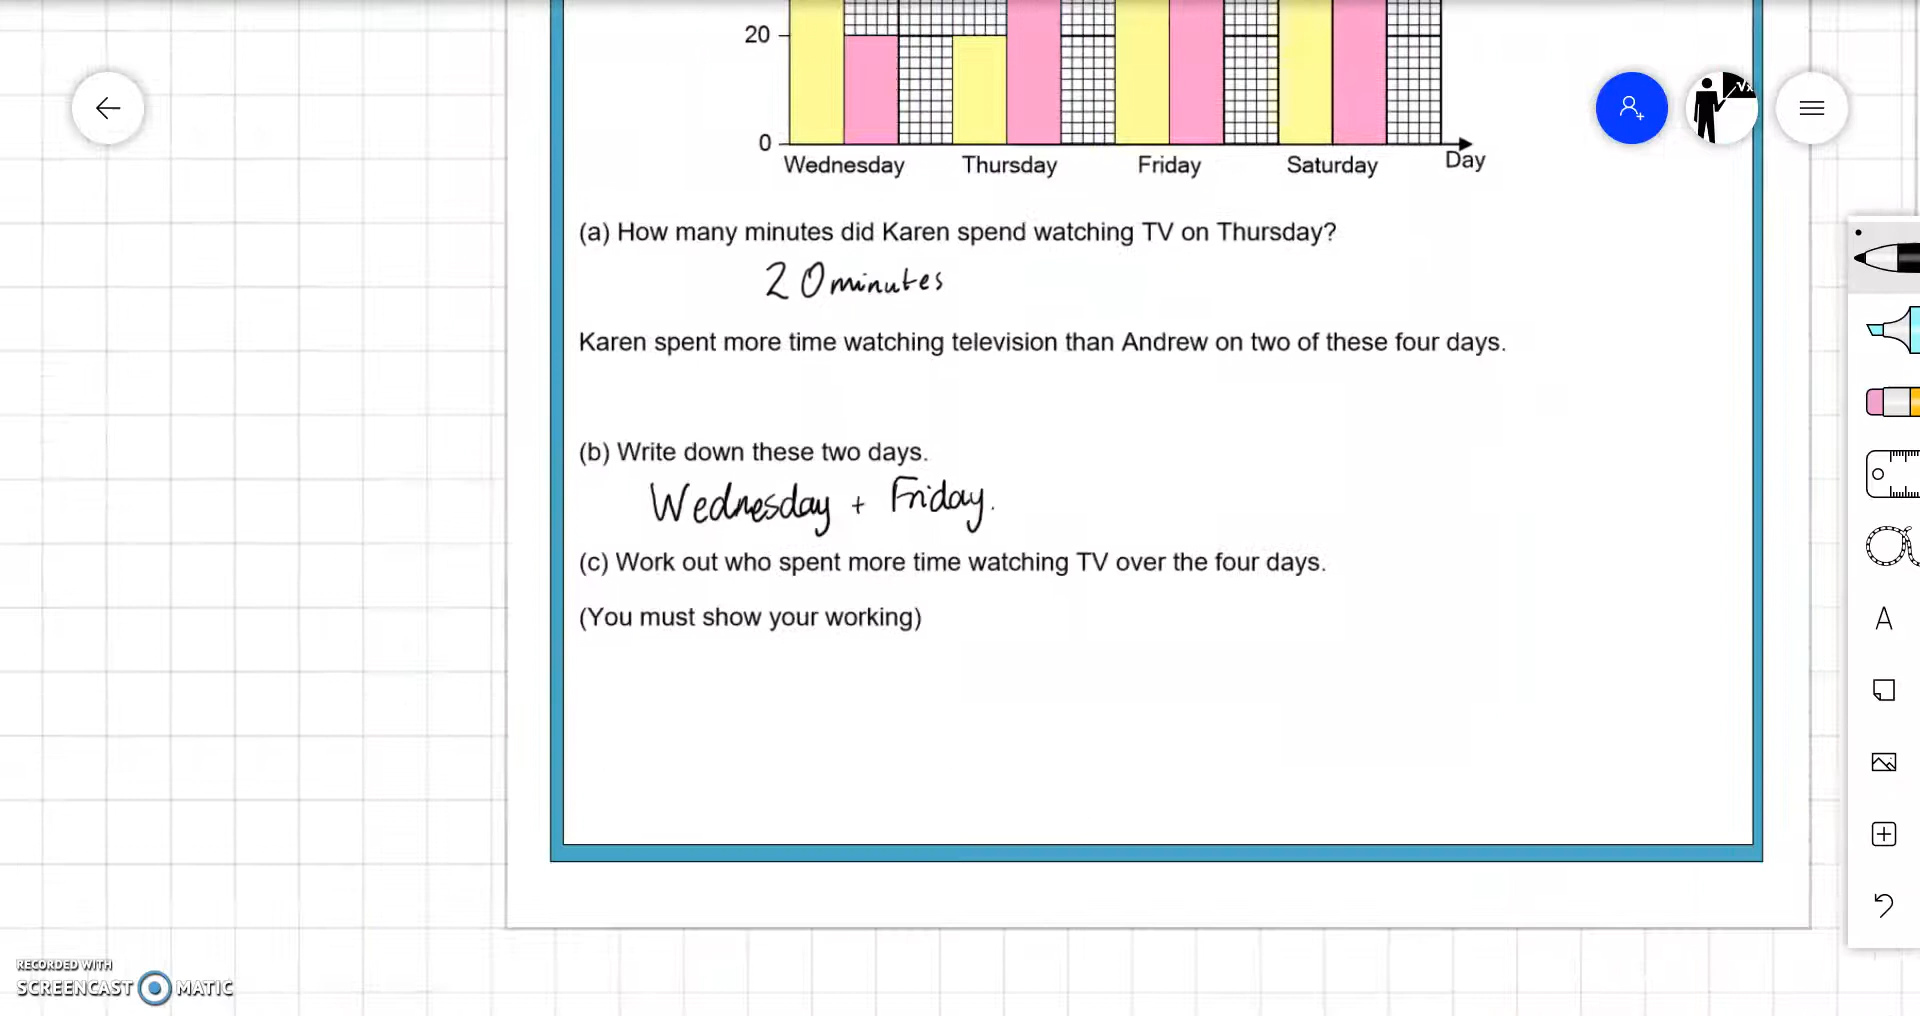 20
0
Wednesday Thursday Friday Saturday Day
√x
(a) How many minutes did Karen spend watching TV on Thursday?
20 minutes
Karen spent more time watching television than Andrew on two of these four days.
(b) Write down these two days.
Wednesday + Friday.
(c) Work out who spent more time watching TV over the four days.
(You must show your working)
A
RECORDED WITH
SCREENCAST MATIC